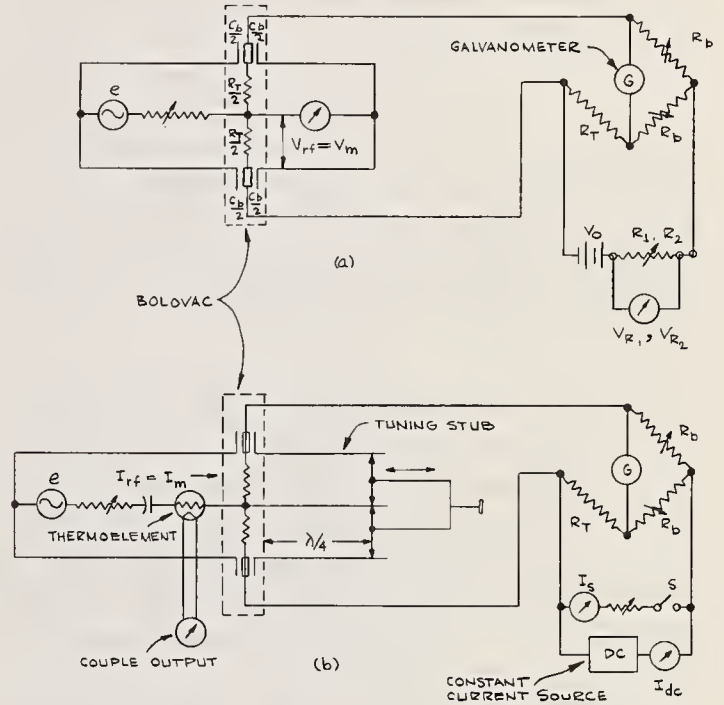 C_b/2 C_b/2
R_T/2
e
R_T/2
V_rf = V_m
C_b/2 C_b/2
GALVANOMETER
G
R_b
R_T
R_b
V_o
R_1, R_2
V_R1, V_R2
(a)
BOLOVAC
TUNING STUB
e
I_rf = I_m
THERMOELEMENT
λ/4
COUPLE OUTPUT
(b)
G
R_b
R_T
R_b
I_s
S
DC
I_dc
CONSTANT
CURRENT SOURCE